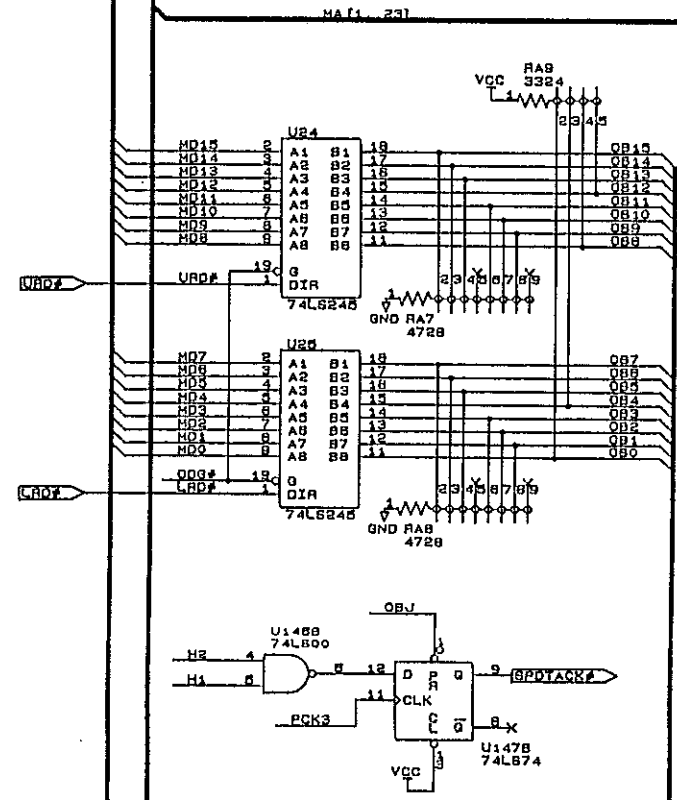 MA[1..23]
RA9
3324
VCC
1
2 3 4 5
U24
MD15 2 A1 B1 18 OB15
MD14 3 A2 B2 17 OB14
MD13 4 A3 B3 16 OB13
MD12 5 A4 B4 15 OB12
MD11 6 A5 B5 14 OB11
MD10 7 A6 B6 13 OB10
MD9 8 A7 B7 12 OB9
MD8 9 A8 B8 11 OB8
19 G
URD# URD# 1 DIR
74LS245
1 2 3 4 5 6 7 8 9
GND RA7
4728
U25
MD7 2 A1 B1 18 OB7
MD6 3 A2 B2 17 OB6
MD5 4 A3 B3 16 OB5
MD4 5 A4 B4 15 OB4
MD3 6 A5 B5 14 OB3
MD2 7 A6 B6 13 OB2
MD1 8 A7 B7 12 OB1
MD0 9 A8 B8 11 OB0
ODG# 19 G
LRD# LRD# 1 DIR
74LS245
1 2 3 4 5 6 7 8 9
GND RA8
4728
OBJ
U146B
74LS00
H2 4
H1 5
6
12 D PR Q 9 SPDTACK#
11 CLK
PCK3
CL Q 8
U147B
74LS74
VCC